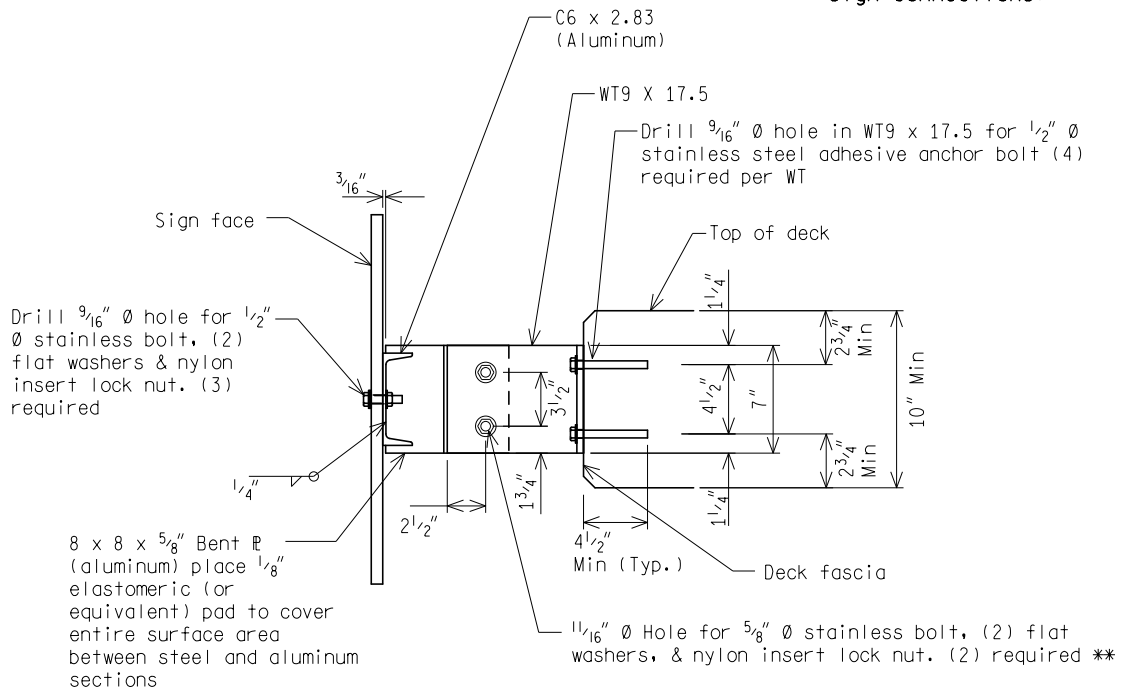 C6 x 2.83
(Aluminum)
WT9 X 17.5
Drill 9/16" Ø hole in WT9 x 17.5 for 1/2" Ø
stainless steel adhesive anchor bolt (4)
required per WT
3/16"
Sign face
Top of deck
Drill 9/16" Ø hole for 1/2"
Ø stainless bolt, (2)
flat washers & nylon
insert lock nut. (3)
required
1 1/4"
2 3/4"
Min
3 1/2"
4 1/2"
7"
10" Min
2 3/4"
Min
1/4"
2 1/2"
1 3/4"
1 1/4"
4 1/2"
Min (Typ.)
Deck fascia
8 x 8 x 5/8" Bent ℄
(aluminum) place 1/8"
elastomeric (or
equivalent) pad to cover
entire surface area
between steel and aluminum
sections
11/16" Ø Hole for 5/8" Ø stainless bolt, (2) flat
washers, & nylon insert lock nut. (2) required **